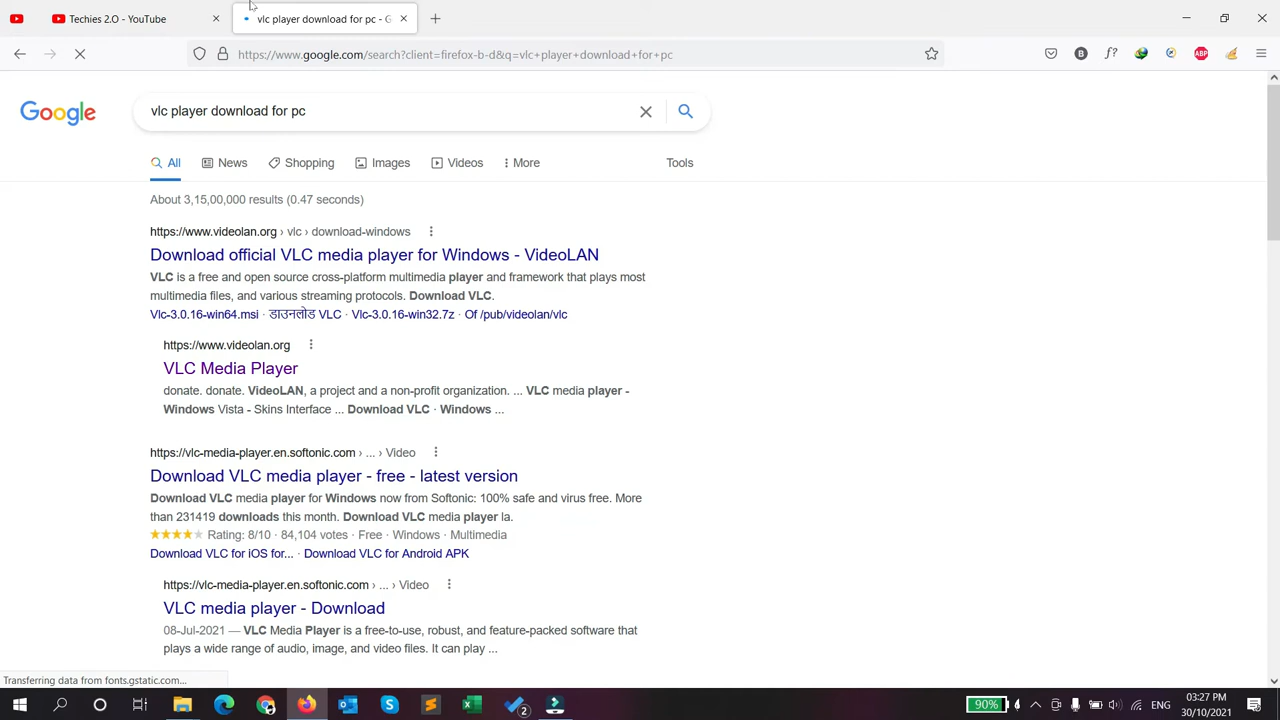 Techies 2.O - YouTube
vlc player download for pc - G
https://www.google.com/search?client=firefox-b-d&q=vlc+player+download+for+pc
Google
vlc player download for pc
All
News
Shopping
Images
Videos
More
Tools
About 3,15,00,000 results (0.47 seconds)
https://www.videolan.org › vlc › download-windows
Download official VLC media player for Windows - VideoLAN
VLC is a free and open source cross-platform multimedia player and framework that plays most
multimedia files, and various streaming protocols. Download VLC.
Vlc-3.0.16-win64.msi · डाउनलोड VLC · Vlc-3.0.16-win32.7z · Of /pub/videolan/vlc
https://www.videolan.org
VLC Media Player
donate. donate. VideoLAN, a project and a non-profit organization. ... VLC media player -
Windows Vista - Skins Interface ... Download VLC · Windows ...
https://vlc-media-player.en.softonic.com › ... › Video
Download VLC media player - free - latest version
Download VLC media player for Windows now from Softonic: 100% safe and virus free. More
than 231419 downloads this month. Download VLC media player la.
Rating: 8/10 · 84,104 votes · Free · Windows · Multimedia
Download VLC for iOS for... · Download VLC for Android APK
https://vlc-media-player.en.softonic.com › ... › Video
VLC media player - Download
08-Jul-2021 — VLC Media Player is a free-to-use, robust, and feature-packed software that
plays a wide range of audio, image, and video files. It can play ...
Transferring data from fonts.gstatic.com...
90%
ENG
03:27 PM
30/10/2021